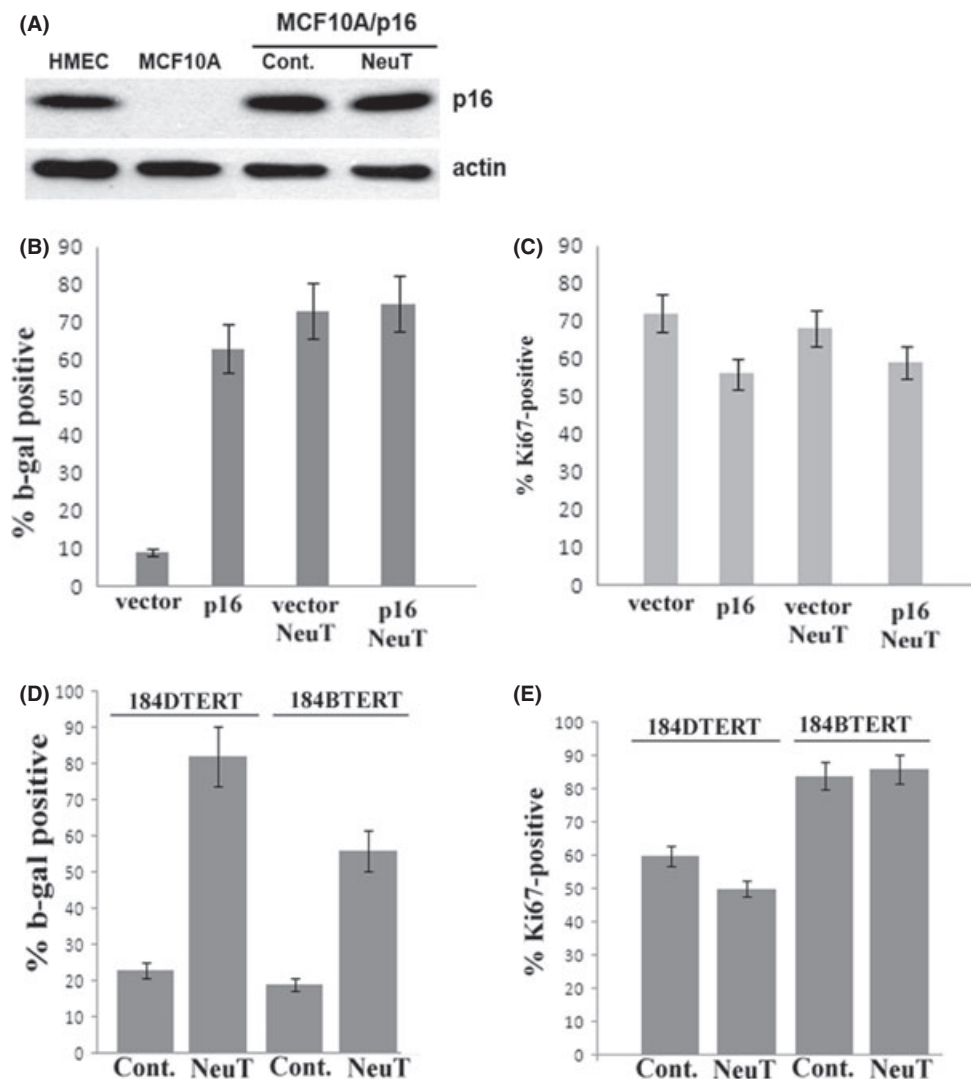 (A)
MCF10A/p16
HMEC MCF10A Cont. NeuT
p16
actin
(B)
% b-gal positive
90
80
70
60
50
40
30
20
10
0
vector p16 vector NeuT p16 NeuT
(C)
% Ki67-positive
90
80
70
60
50
40
30
20
10
0
vector p16 vector NeuT p16 NeuT
(D)
% b-gal positive
184DTERT 184BTERT
100
90
80
70
60
50
40
30
20
10
0
Cont. NeuT Cont. NeuT
(E)
% Ki67-positive
184DTERT 184BTERT
100
90
80
70
60
50
40
30
20
10
0
Cont. NeuT Cont. NeuT